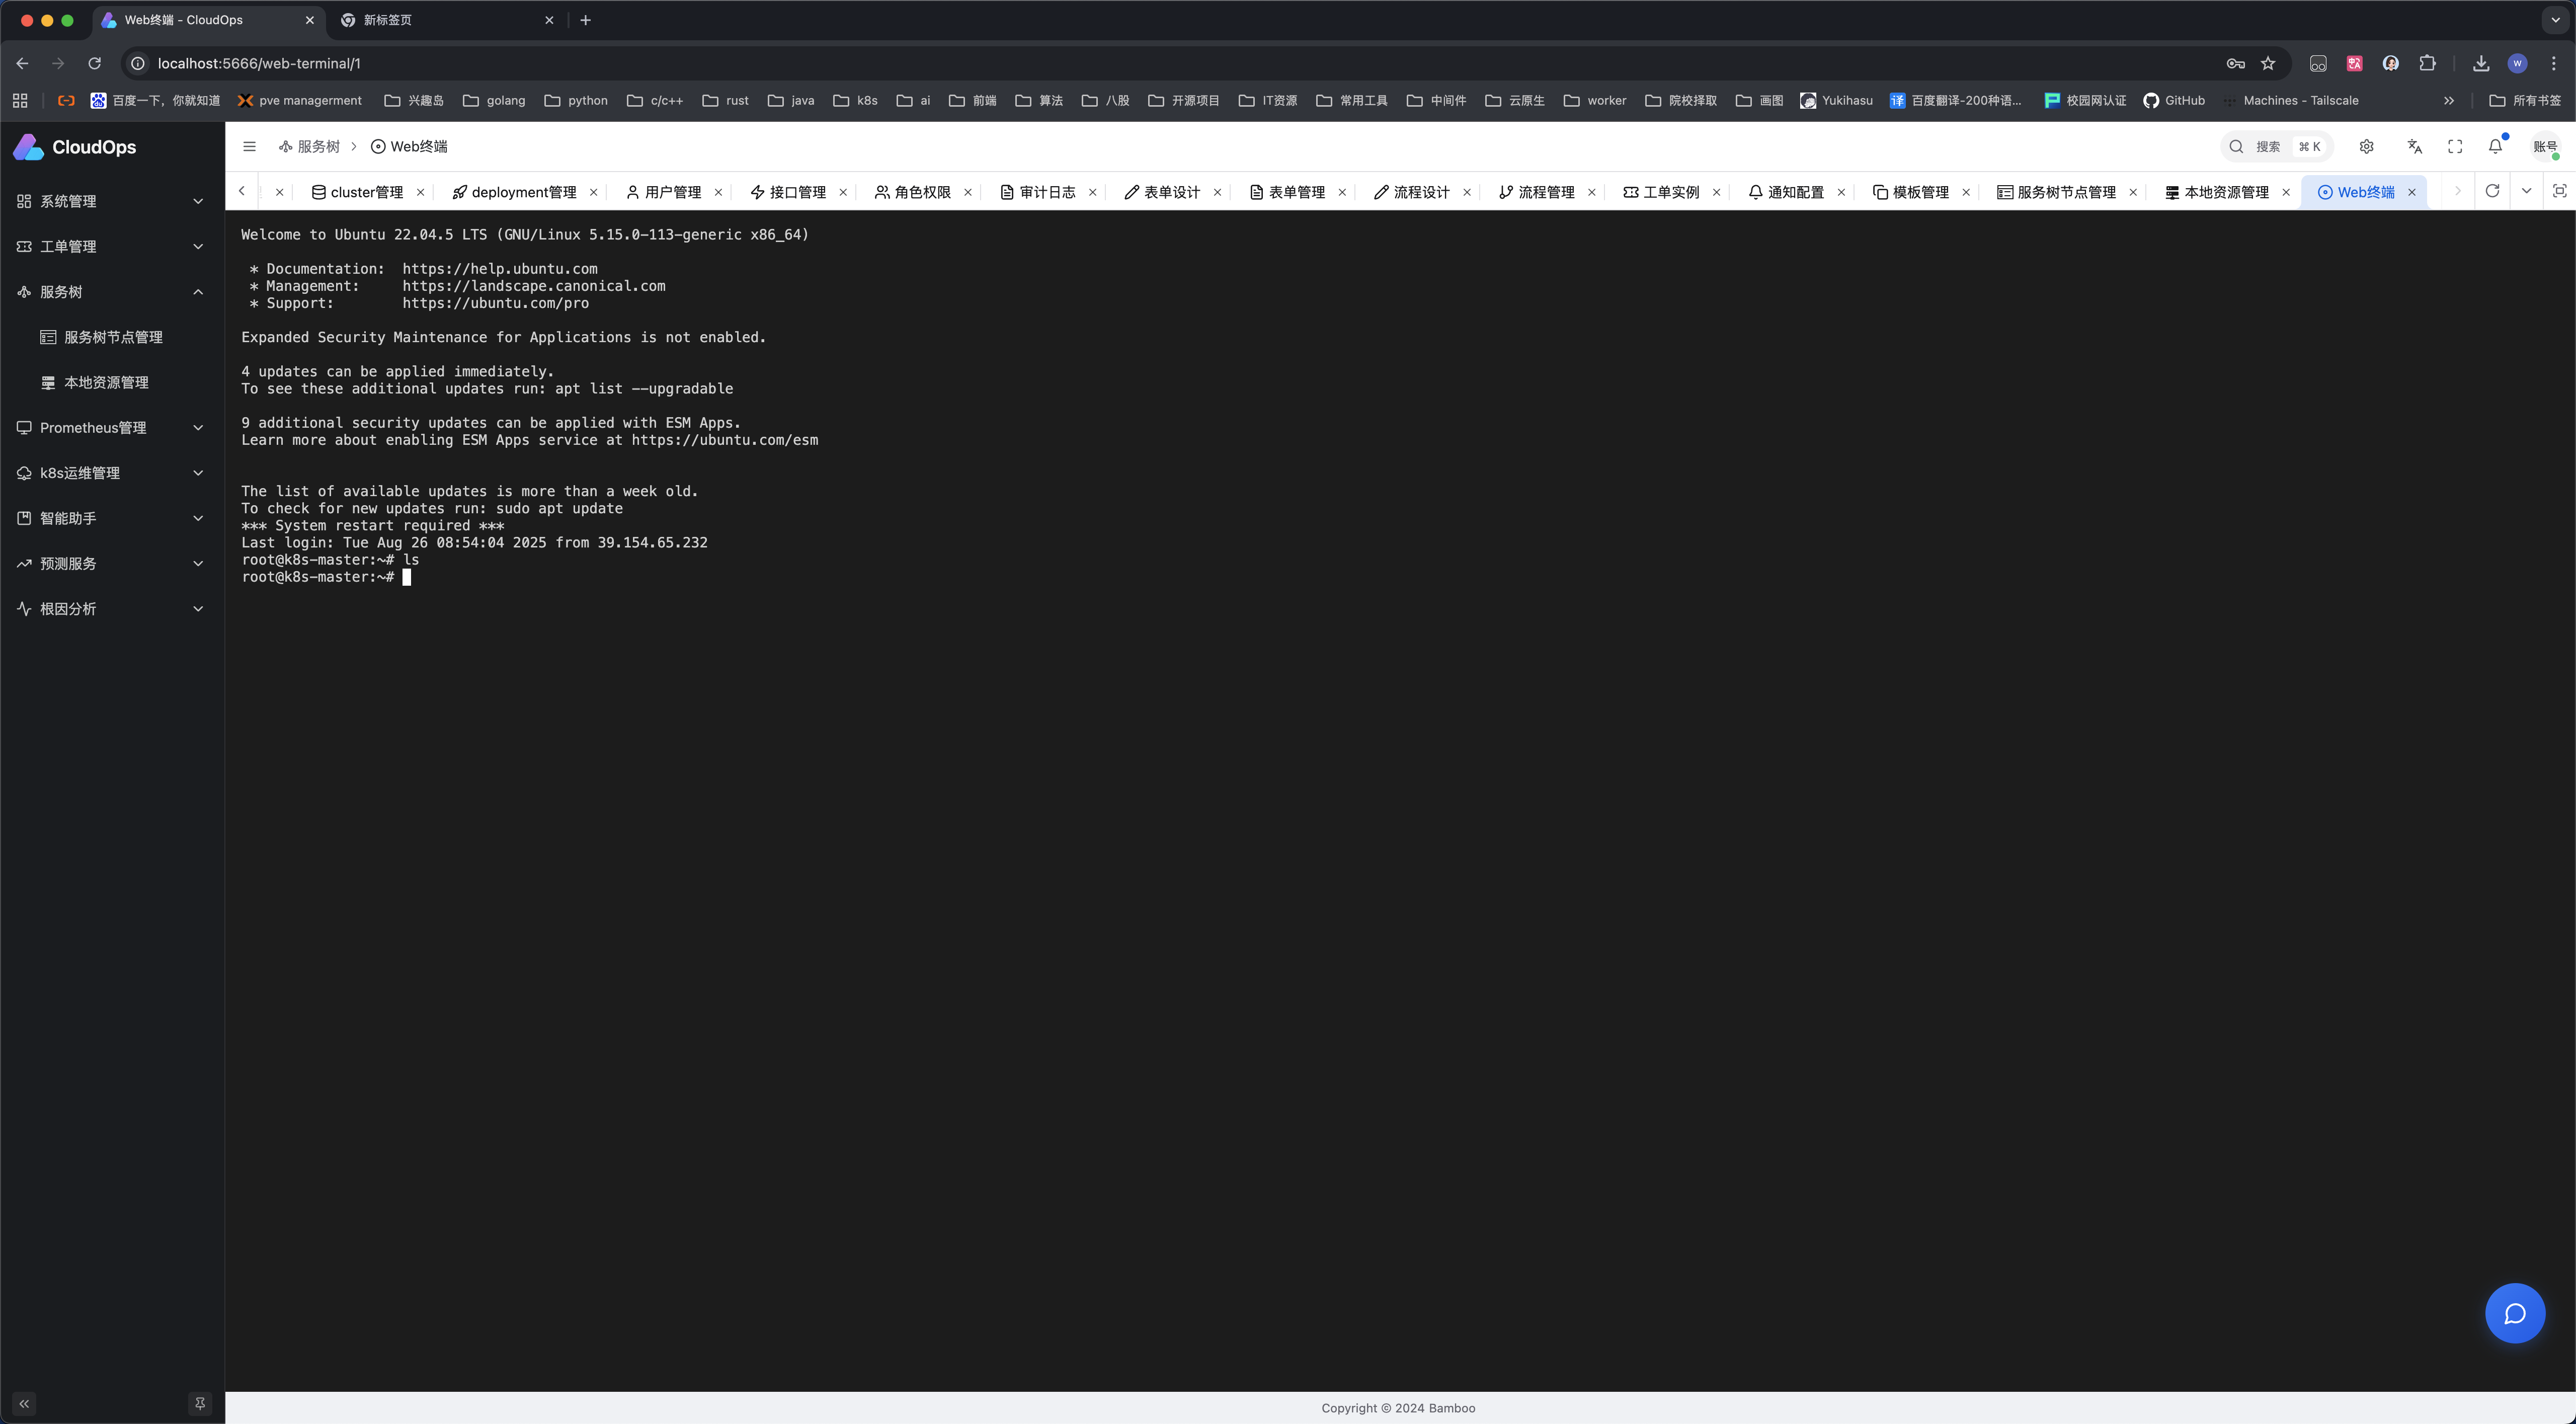 Web终端 - CloudOps
新标签页
localhost:5666/web-terminal/1
W
百度一下，你就知道 pve managerment 兴趣岛 golang python c/c++ rust java k8s ai 前端 算法 八股 开源项目 IT资源 常用工具 中间件 云原生 worker 院校择取 画图 Yukihasu 译 百度翻译-200种语... 校园网认证 GitHub Machines - Tailscale 所有书签
CloudOps
服务树 > Web终端
搜索 ⌘ K
账号
cluster管理 deployment管理 用户管理 接口管理 角色权限 审计日志 表单设计 表单管理 流程设计 流程管理 工单实例 通知配置 模板管理 服务树节点管理 本地资源管理 Web终端
系统管理
工单管理
服务树
服务树节点管理
本地资源管理
Prometheus管理
k8s运维管理
智能助手
预测服务
根因分析
Welcome to Ubuntu 22.04.5 LTS (GNU/Linux 5.15.0-113-generic x86_64)
* Documentation:  https://help.ubuntu.com
* Management:     https://landscape.canonical.com
* Support:        https://ubuntu.com/pro
Expanded Security Maintenance for Applications is not enabled.
4 updates can be applied immediately.
To see these additional updates run: apt list --upgradable
9 additional security updates can be applied with ESM Apps.
Learn more about enabling ESM Apps service at https://ubuntu.com/esm
The list of available updates is more than a week old.
To check for new updates run: sudo apt update
*** System restart required ***
Last login: Tue Aug 26 08:54:04 2025 from 39.154.65.232
root@k8s-master:~# ls
root@k8s-master:~#
Copyright © 2024 Bamboo